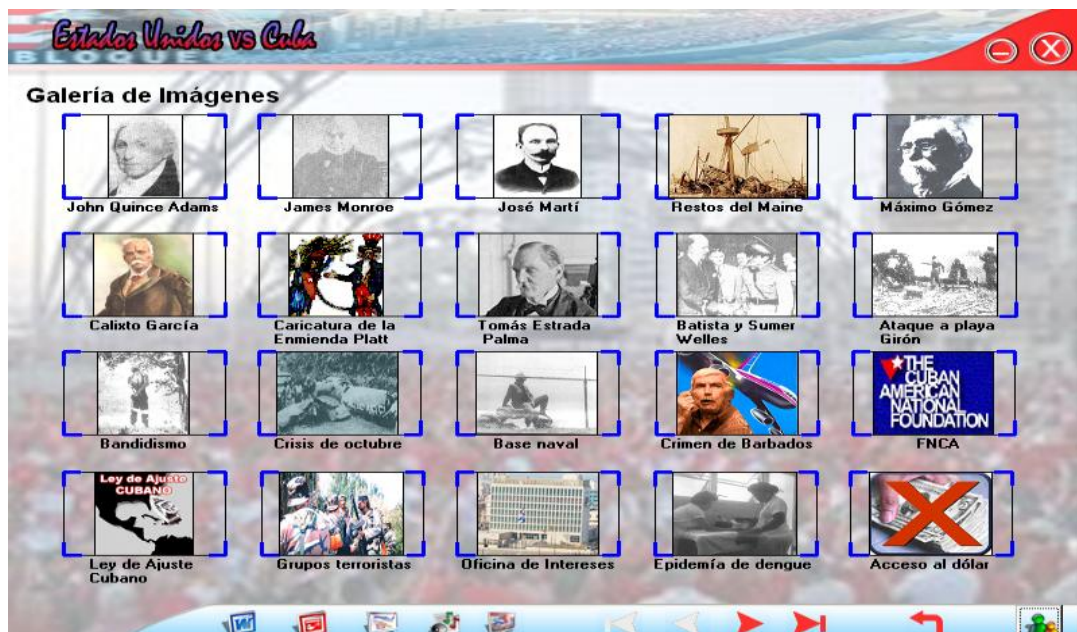 Estados Unidos vs Cuba
BLOQUEO
Galería de Imágenes
John Quince Adams
James Monroe
José Martí
Restos del Maine
Máximo Gómez
Calixto García
Caricatura de la
Enmienda Platt
Tomás Estrada
Palma
Batista y Sumer
Welles
Ataque a playa
Girón
THE
CUBAN
AMERICAN
NATIONAL
FOUNDATION
Bandidismo
Crisis de octubre
Base naval
Crimen de Barbados
FNCA
Ley de Ajuste
CUBANO
Ley de Ajuste
Cubano
Grupos terroristas
Oficina de Intereses
Epidemía de dengue
Acceso al dólar